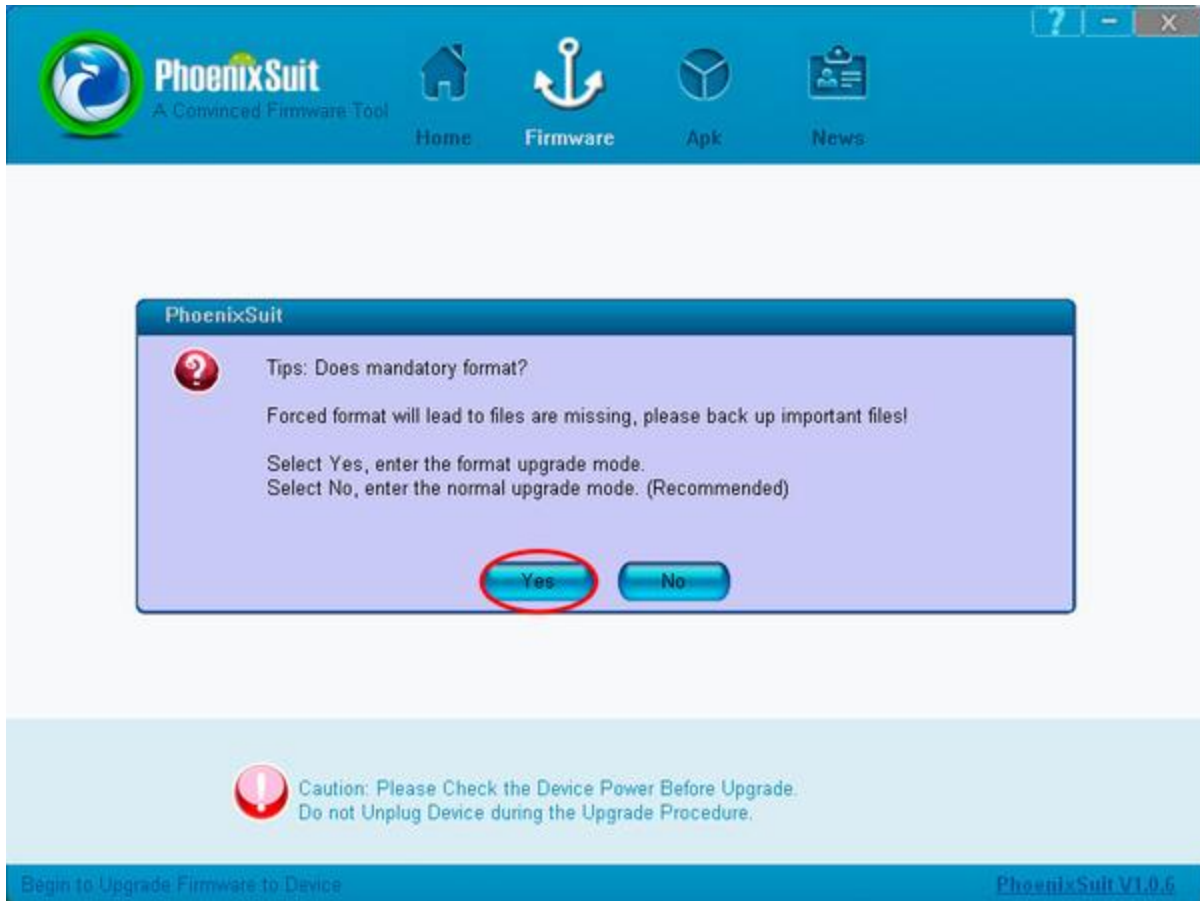 ? - X
PhoenixSuit
A Convinced Firmware Tool
Home Firmware Apk News
PhoenixSuit
? Tips: Does mandatory format?
Forced format will lead to files are missing, please back up important files!
Select Yes, enter the format upgrade mode.
Select No, enter the normal upgrade mode. (Recommended)
Yes No
! Caution: Please Check the Device Power Before Upgrade.
Do not Unplug Device during the Upgrade Procedure.
Begin to Upgrade Firmware to Device PhoenixSuit V1.0.6